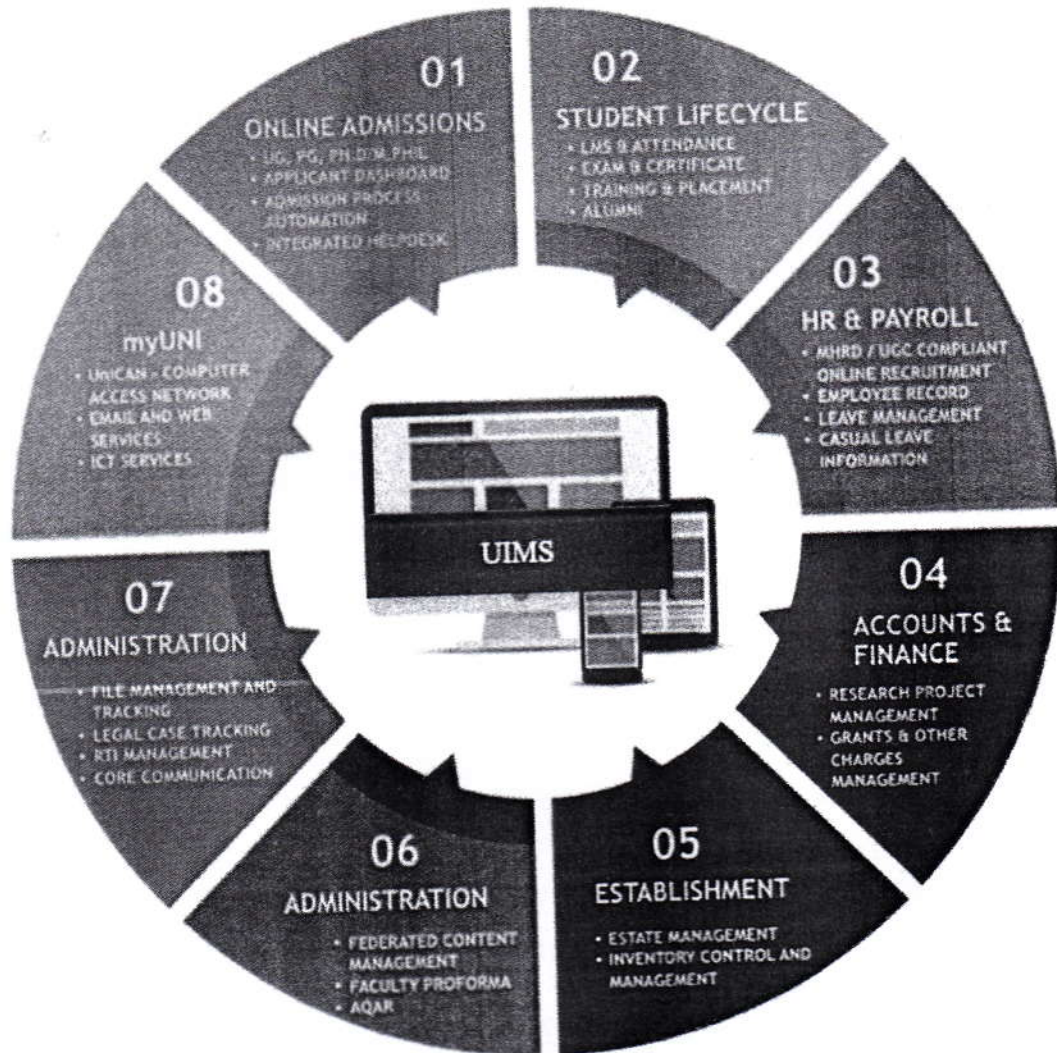 01
ONLINE ADMISSIONS
• UG, PG, PH.D/M.PHIL
• APPLICANT DASHBOARD
• ADMISSION PROCESS
AUTOMATION
• INTEGRATED HELPDESK
02
STUDENT LIFECYCLE
• LMS & ATTENDANCE
• EXAM & CERTIFICATE
• TRAINING & PLACEMENT
• ALUMNI
03
HR & PAYROLL
• MHRD / UGC COMPLIANT
ONLINE RECRUITMENT
• EMPLOYEE RECORD
• LEAVE MANAGEMENT
• CASUAL LEAVE
INFORMATION
04
ACCOUNTS &
FINANCE
• RESEARCH PROJECT
MANAGEMENT
• GRANTS & OTHER
CHARGES
MANAGEMENT
05
ESTABLISHMENT
• ESTATE MANAGEMENT
• INVENTORY CONTROL AND
MANAGEMENT
06
ADMINISTRATION
• FEDERATED CONTENT
MANAGEMENT
• FACULTY PROFORMA
• AQAR
07
ADMINISTRATION
• FILE MANAGEMENT AND
TRACKING
• LEGAL CASE TRACKING
• RTI MANAGEMENT
• CORE COMMUNICATION
08
myUNI
• UniCAN - COMPUTER
ACCESS NETWORK
• EMAIL AND WEB
SERVICES
• ICT SERVICES
UIMS